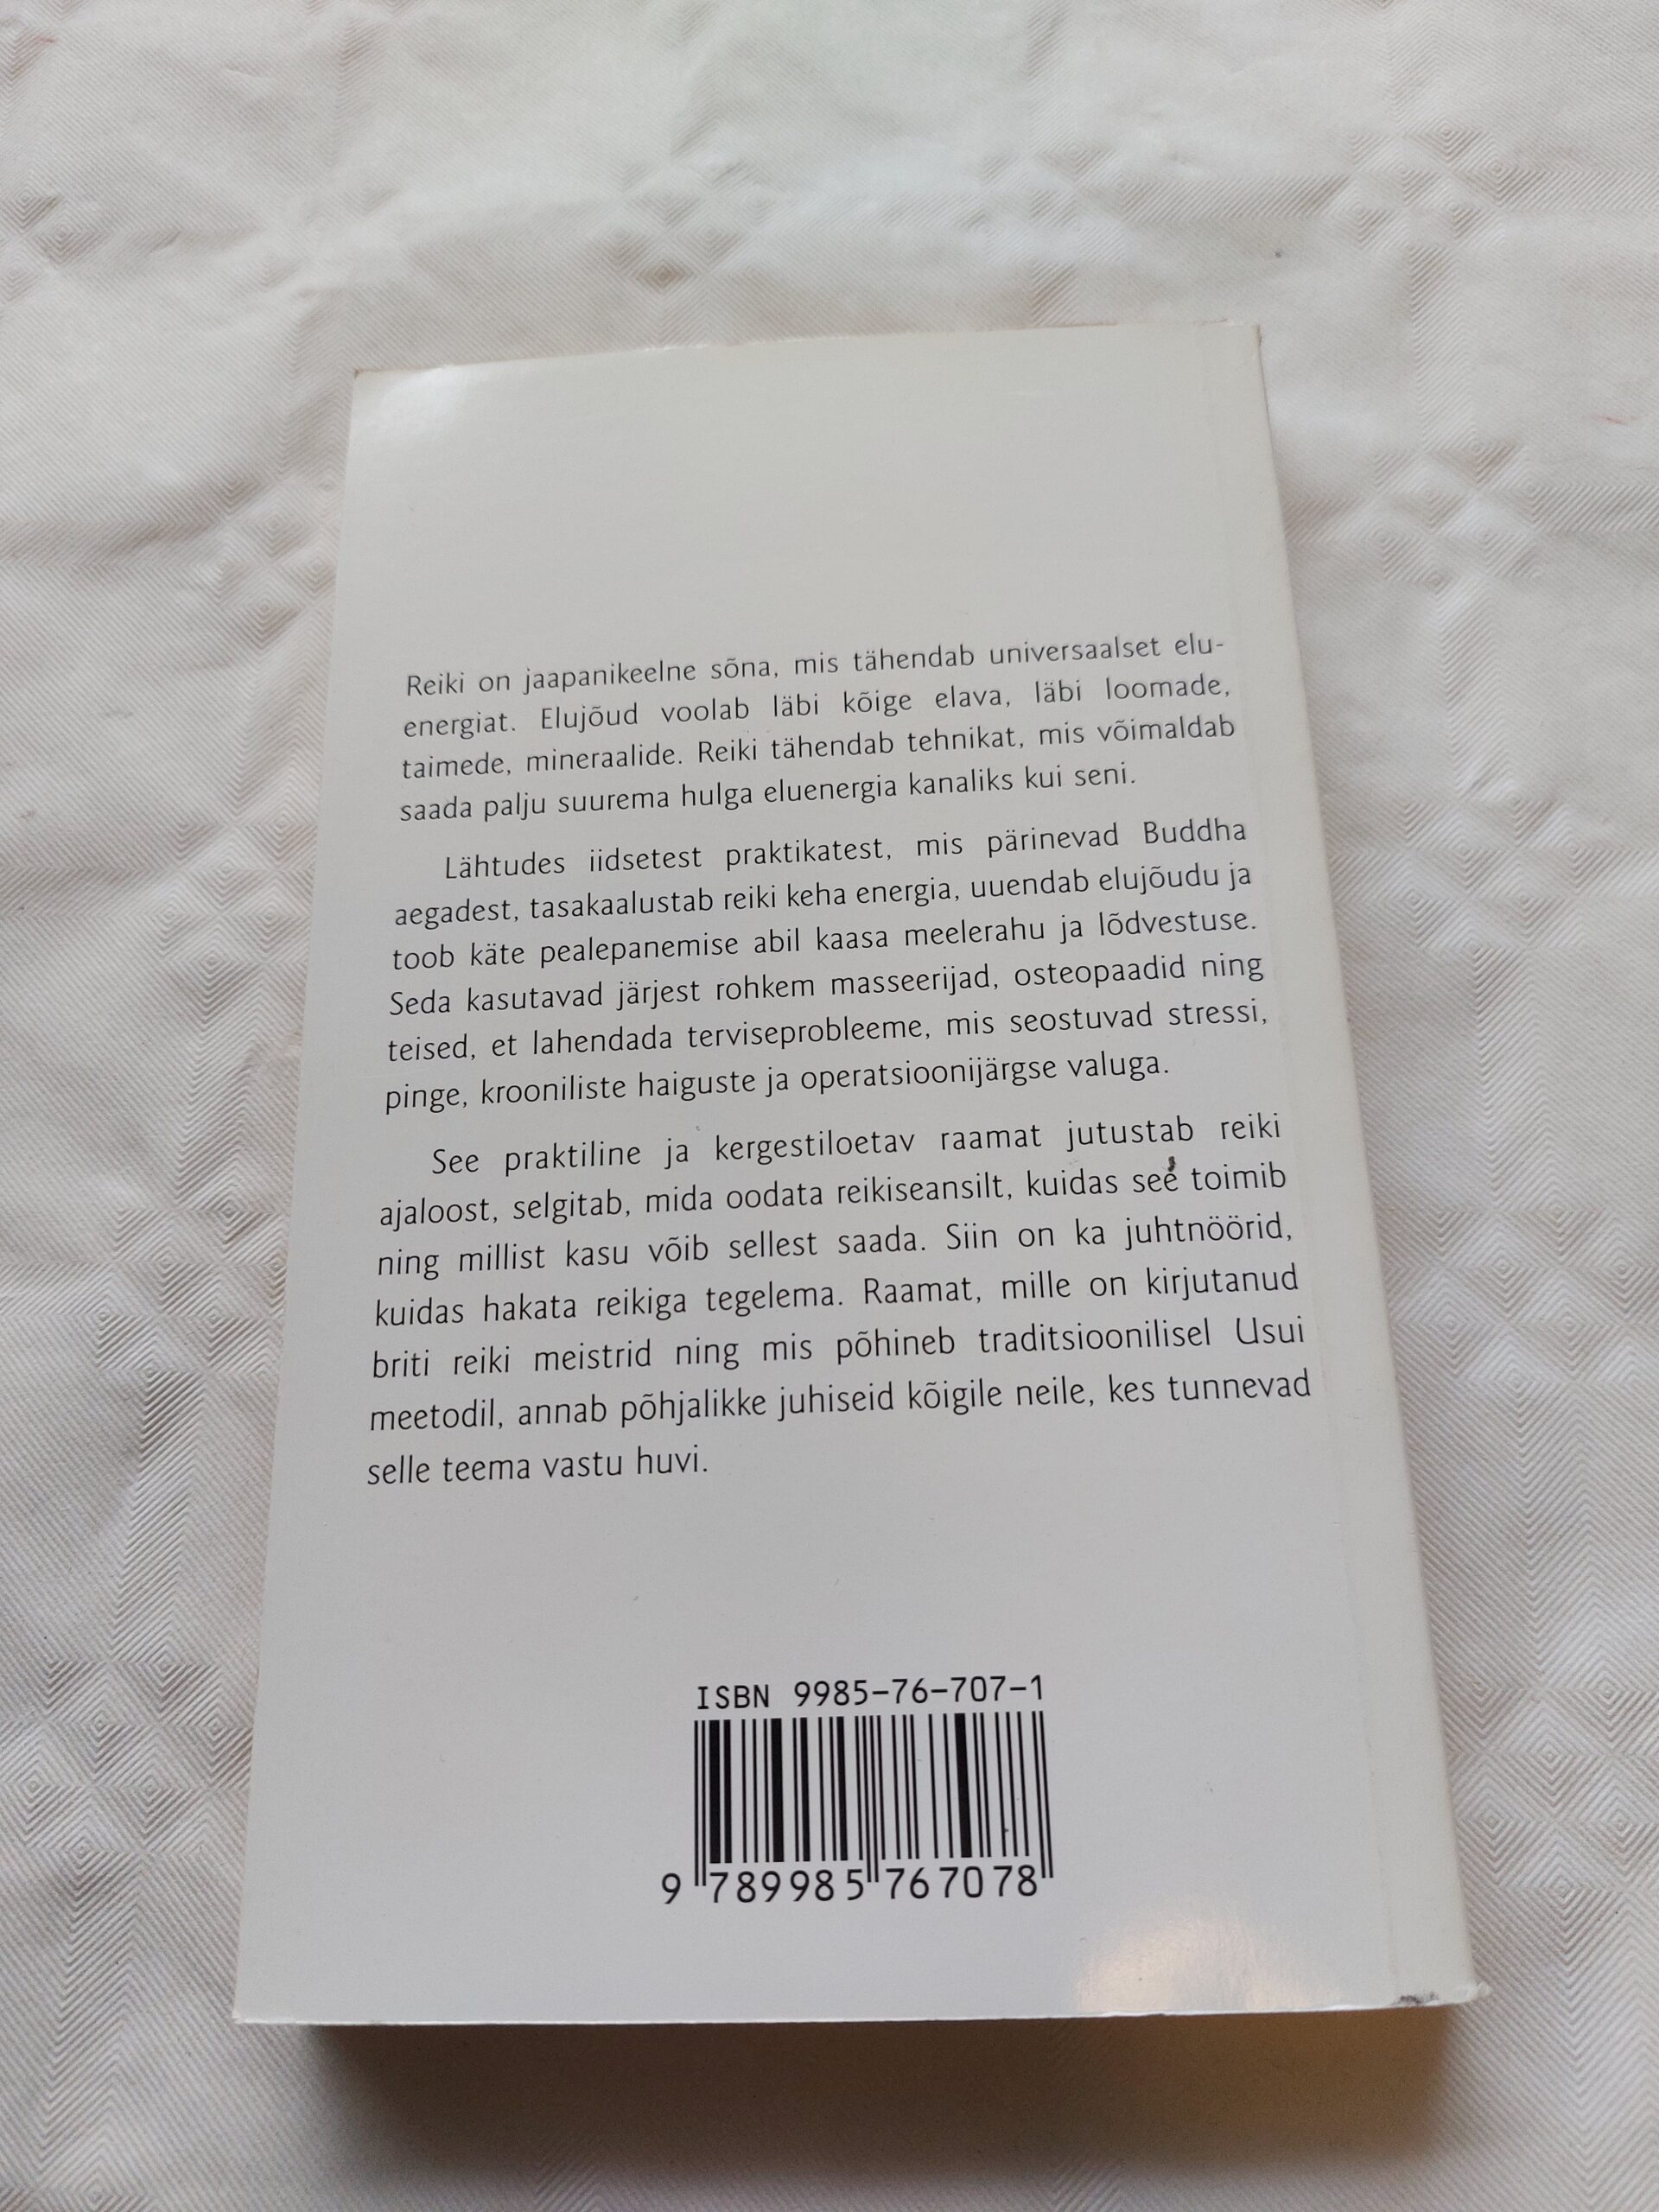 Reiki on jaapanikeelne sõna, mis tähendab universaalset elu-
energiat. Elujõud voolab läbi kõige elava, läbi loomade,
taimede, mineraalide. Reiki tähendab tehnikat, mis võimaldab
saada palju suurema hulga eluenergia kanaliks kui seni.
Lähtudes iidsetest praktikatest, mis pärinevad Buddha
aegadest, tasakaalustab reiki keha energia, uuendab elujõudu ja
toob käte pealepanemise abil kaasa meelerahu ja lõdvestuse.
Seda kasutavad järjest rohkem masseerijad, osteopaadid ning
teised, et lahendada terviseprobleeme, mis seostuvad stressi,
pinge, krooniliste haiguste ja operatsioonijärgse valuga.
See praktiline ja kergestiloetav raamat jutustab reiki
ajaloost, selgitab, mida oodata reikiseansilt, kuidas see toimib
ning millist kasu võib sellest saada. Siin on ka juhtnöörid,
kuidas hakata reikiga tegelema. Raamat, mille on kirjutanud
briti reiki meistrid ning mis põhineb traditsioonilisel Usui
meetodil, annab põhjalikke juhiseid kõigile neile, kes tunnevad
selle teema vastu huvi.
ISBN 9985-76-707-1
9 789985 767078